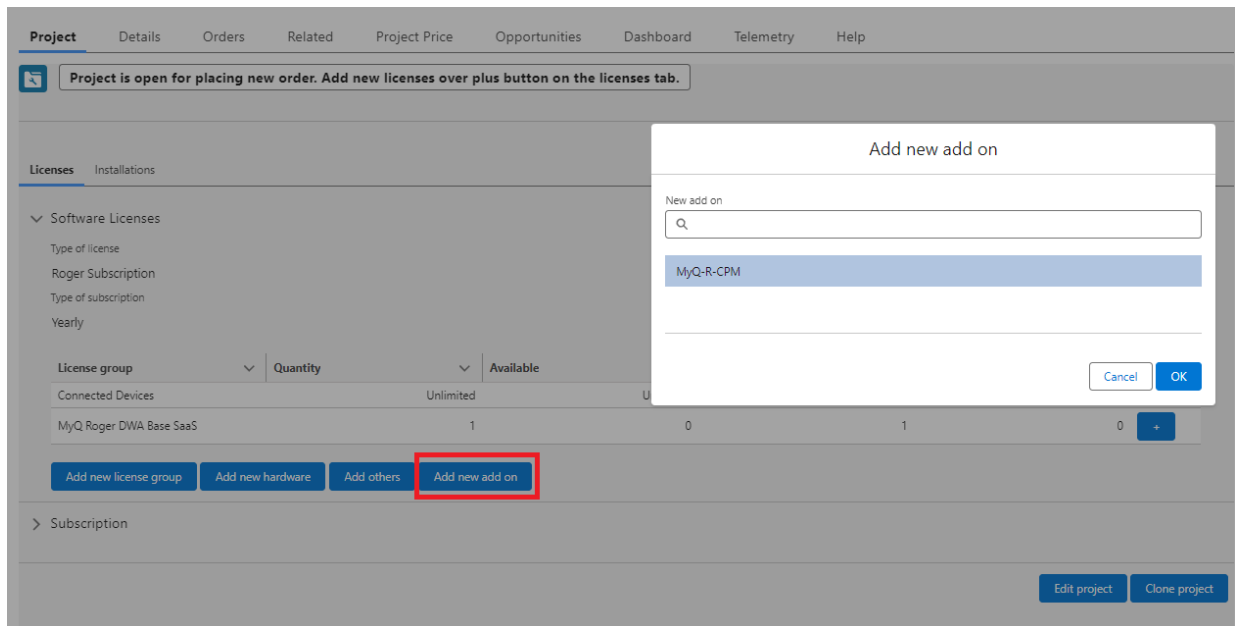 Project Details Orders Related Project Price Opportunities Dashboard Telemetry Help
Project is open for placing new order. Add new licenses over plus button on the licenses tab.
Licenses Installations
Software Licenses
Type of license
Roger Subscription
Type of subscription
Yearly
License group Quantity Available
Connected Devices Unlimited U
MyQ Roger DWA Base SaaS 1 0 1 0 +
Add new license group Add new hardware Add others Add new add on
Subscription
Edit project Clone project
Add new add on
New add on
MyQ-R-CPM
Cancel OK